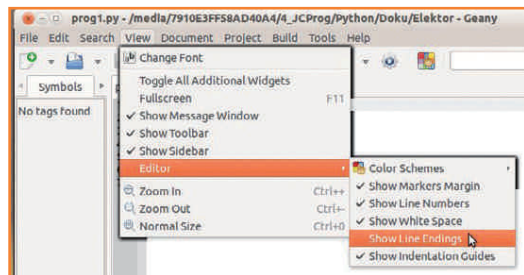 prog1.py - /media/7910E3FF58AD40A4/4_JCProg/Python/Doku/Elektor - Geany
File Edit Search View Document Project Build Tools Help
Symbols
No tags found
Change Font
Toggle All Additional Widgets
Fullscreen F11
Show Message Window
Show Toolbar
Show Sidebar
Editor
Zoom In Ctrl++
Zoom Out Ctrl+-
Normal Size Ctrl+0
Color Schemes
Show Markers Margin
Show Line Numbers
Show White Space
Show Line Endings
Show Indentation Guides